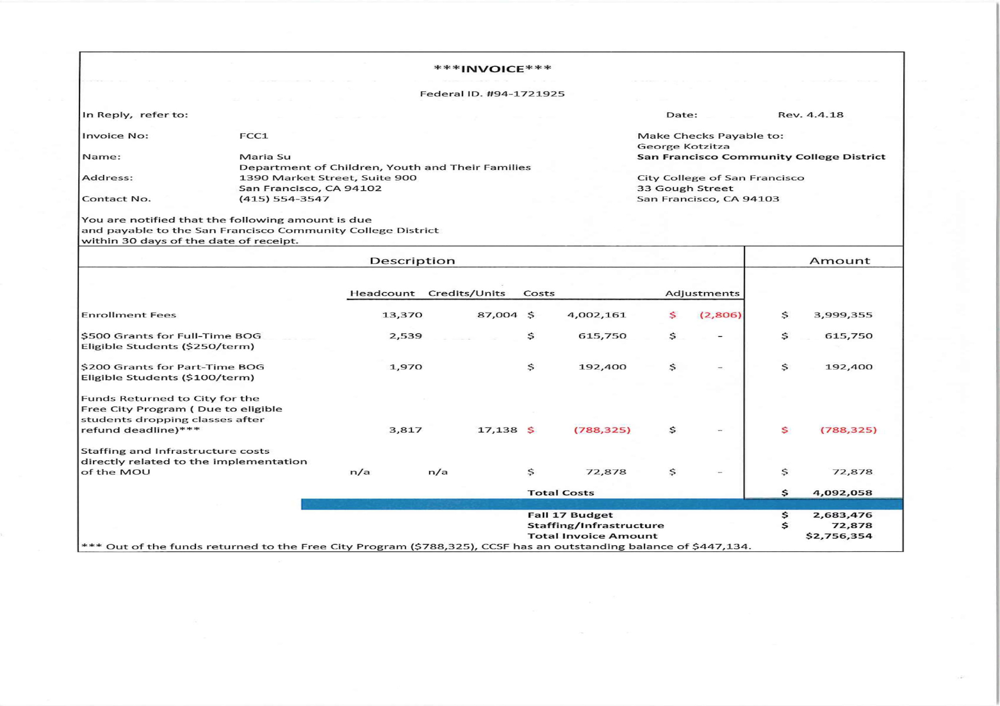 ***INVOICE***
Federal ID. #94-1721925
In Reply, refer to:
Date: Rev. 4.4.18
Invoice No: FCC1
Make Checks Payable to:
George Kotzitza
Name: Maria Su
San Francisco Community College District
Department of Children, Youth and Their Families
Address: 1390 Market Street, Suite 900
City College of San Francisco
San Francisco, CA 94102
33 Gough Street
Contact No. (415) 554-3547
San Francisco, CA 94103
You are notified that the following amount is due
and payable to the San Francisco Community College District
within 30 days of the date of receipt.
Description Amount
Headcount Credits/Units Costs Adjustments
Enrollment Fees 13,370 87,004 $ 4,002,161 $ (2,806) $ 3,999,355
$500 Grants for Full-Time BOG 2,539 $ 615,750 $ - $ 615,750
Eligible Students ($250/term)
$200 Grants for Part-Time BOG 1,970 $ 192,400 $ - $ 192,400
Eligible Students ($100/term)
Funds Returned to City for the
Free City Program ( Due to eligible
students dropping classes after
refund deadline)*** 3,817 17,138 $ (788,325) $ - $ (788,325)
Staffing and Infrastructure costs
directly related to the implementation
of the MOU n/a n/a $ 72,878 $ - $ 72,878
Total Costs $ 4,092,058
Fall 17 Budget $ 2,683,476
Staffing/Infrastructure $ 72,878
Total Invoice Amount $2,756,354
*** Out of the funds returned to the Free City Program ($788,325), CCSF has an outstanding balance of $447,134.